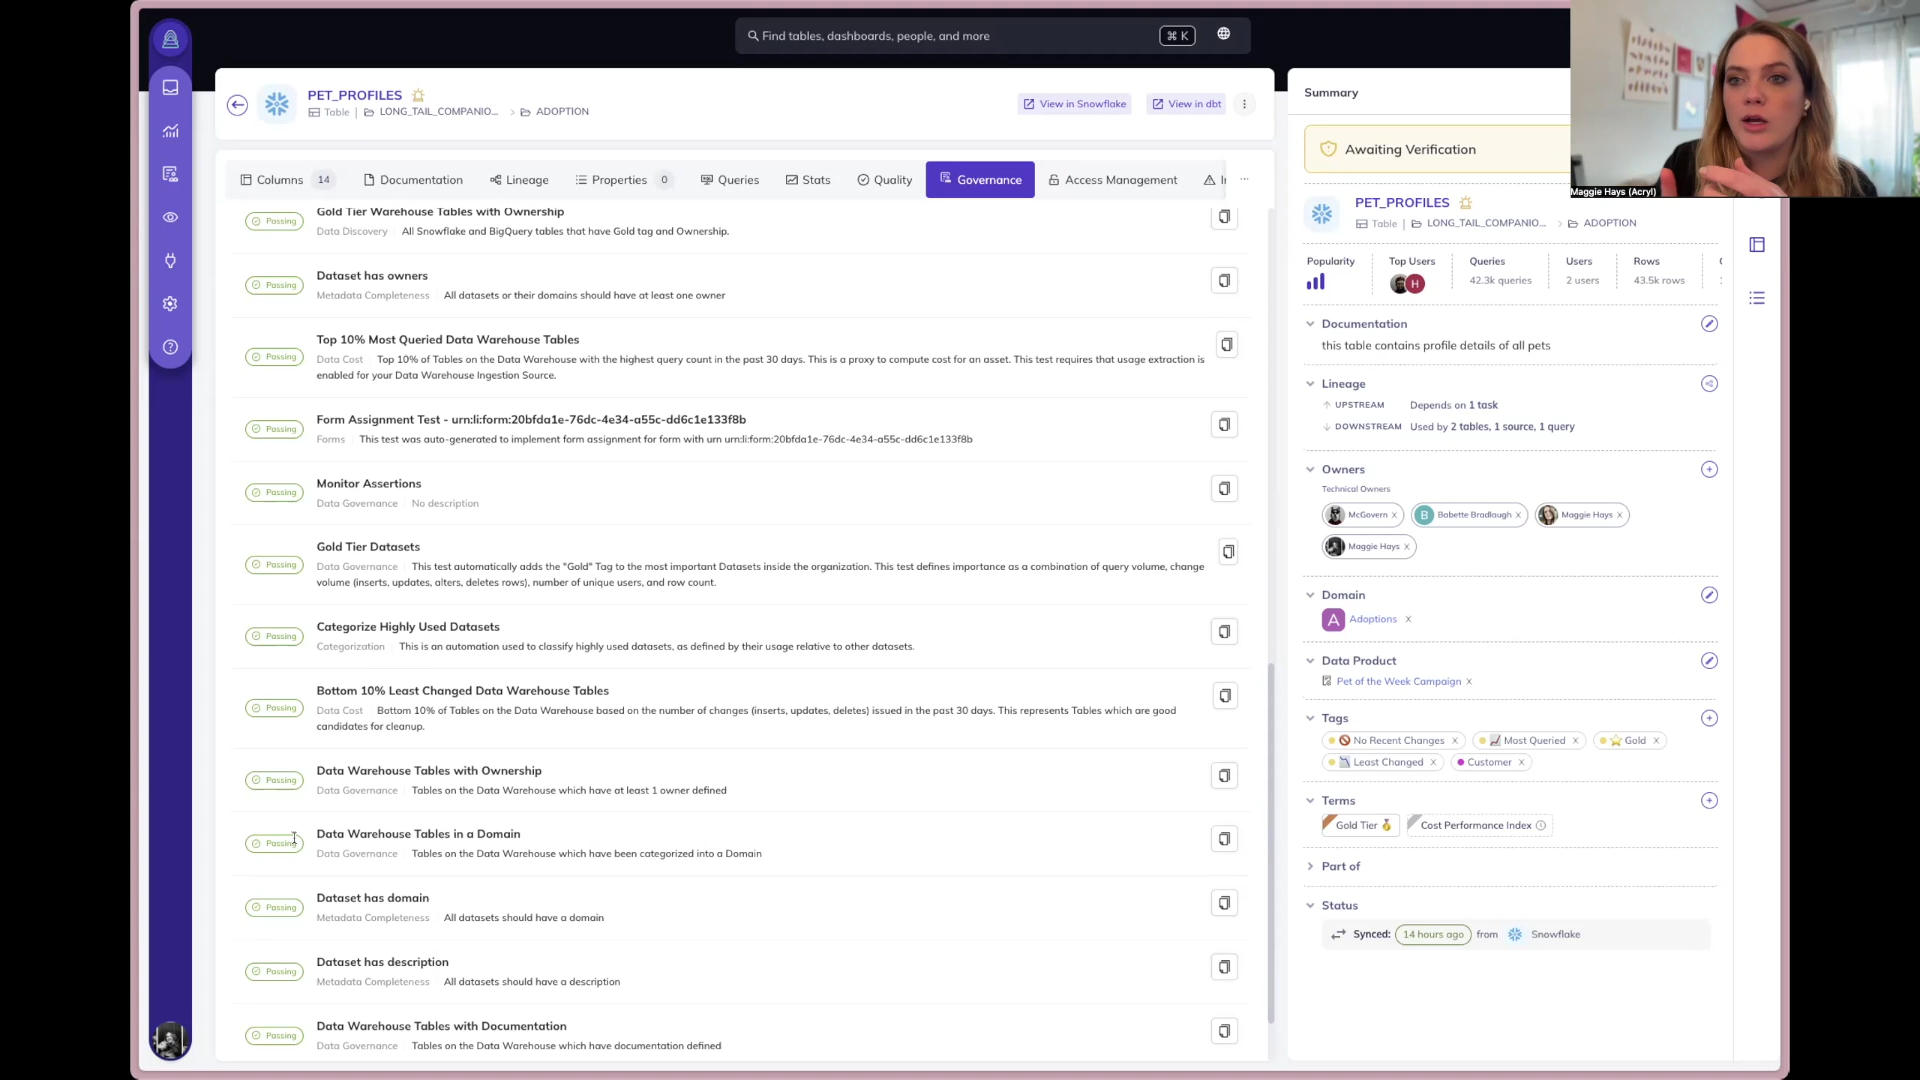 Find tables, dashboards, people, and more
⌘ K
PET_PROFILES
Table | LONG_TAIL_COMPANIO... > ADOPTION
View in Snowflake
View in dbt
Columns 14
Documentation
Lineage
Properties 0
Queries
Stats
Quality
Governance
Access Management
Passing
Gold Tier Warehouse Tables with Ownership
Data Discovery All Snowflake and BigQuery tables that have Gold tag and Ownership.
Passing
Dataset has owners
Metadata Completeness All datasets or their domains should have at least one owner
Passing
Top 10% Most Queried Data Warehouse Tables
Data Cost Top 10% of Tables on the Data Warehouse with the highest query count in the past 30 days. This is a proxy to compute cost for an asset. This test requires that usage extraction is
enabled for your Data Warehouse Ingestion Source.
Passing
Form Assignment Test - urn:li:form:20bfda1e-76dc-4e34-a55c-dd6c1e133f8b
Forms This test was auto-generated to implement form assignment for form with urn urn:li:form:20bfda1e-76dc-4e34-a55c-dd6c1e133f8b
Passing
Monitor Assertions
Data Governance No description
Passing
Gold Tier Datasets
Data Governance This test automatically adds the "Gold" Tag to the most important Datasets inside the organization. This test defines importance as a combination of query volume, change
volume (inserts, updates, alters, deletes rows), number of unique users, and row count.
Passing
Categorize Highly Used Datasets
Categorization This is an automation used to classify highly used datasets, as defined by their usage relative to other datasets.
Passing
Bottom 10% Least Changed Data Warehouse Tables
Data Cost Bottom 10% of Tables on the Data Warehouse based on the number of changes (inserts, updates, deletes) issued in the past 30 days. This represents Tables which are good
candidates for cleanup.
Passing
Data Warehouse Tables with Ownership
Data Governance Tables on the Data Warehouse which have at least 1 owner defined
Passing
Data Warehouse Tables in a Domain
Data Governance Tables on the Data Warehouse which have been categorized into a Domain
Passing
Dataset has domain
Metadata Completeness All datasets should have a domain
Passing
Dataset has description
Metadata Completeness All datasets should have a description
Passing
Data Warehouse Tables with Documentation
Data Governance Tables on the Data Warehouse which have documentation defined
Summary
Awaiting Verification
Maggie Hays (Acryl)
PET_PROFILES
Table | LONG_TAIL_COMPANIO... > ADOPTION
Popularity
Top Users
H
Queries
42.3k queries
Users
2 users
Rows
43.5k rows
Documentation
this table contains profile details of all pets
Lineage
UPSTREAM Depends on 1 task
DOWNSTREAM Used by 2 tables, 1 source, 1 query
Owners
Technical Owners
McGovern x
B Babette Bradlaugh x
Maggie Hays x
Maggie Hays x
Domain
A Adoptions x
Data Product
Pet of the Week Campaign x
Tags
No Recent Changes x
Most Queried x
Gold x
Least Changed x
Customer x
Terms
Gold Tier
Cost Performance Index
Part of
Status
Synced: 14 hours ago from Snowflake